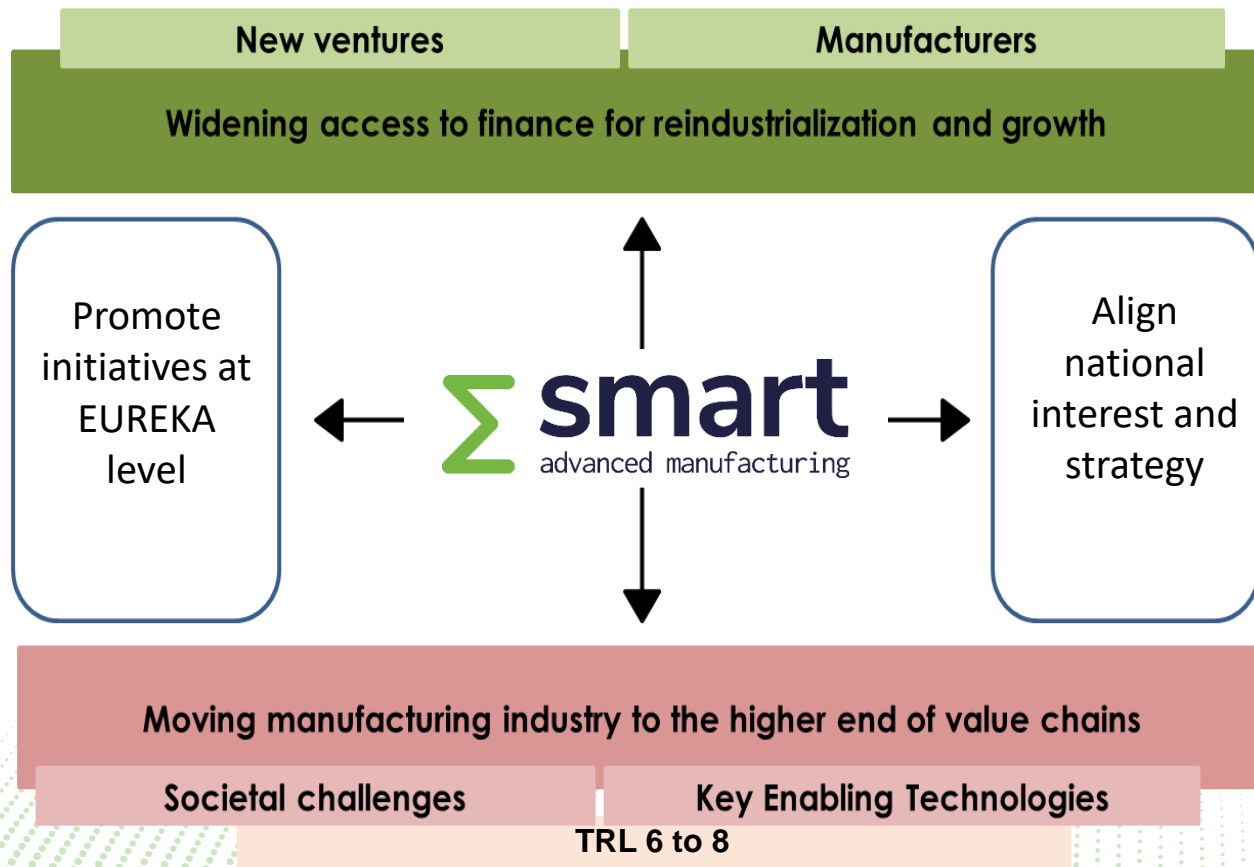 New ventures
Manufacturers
Widening access to finance for reindustrialization and growth
Promote
initiatives at
EUREKA
level
Σ smart
advanced manufacturing
Align
national
interest and
strategy
Moving manufacturing industry to the higher end of value chains
Societal challenges
Key Enabling Technologies
TRL 6 to 8